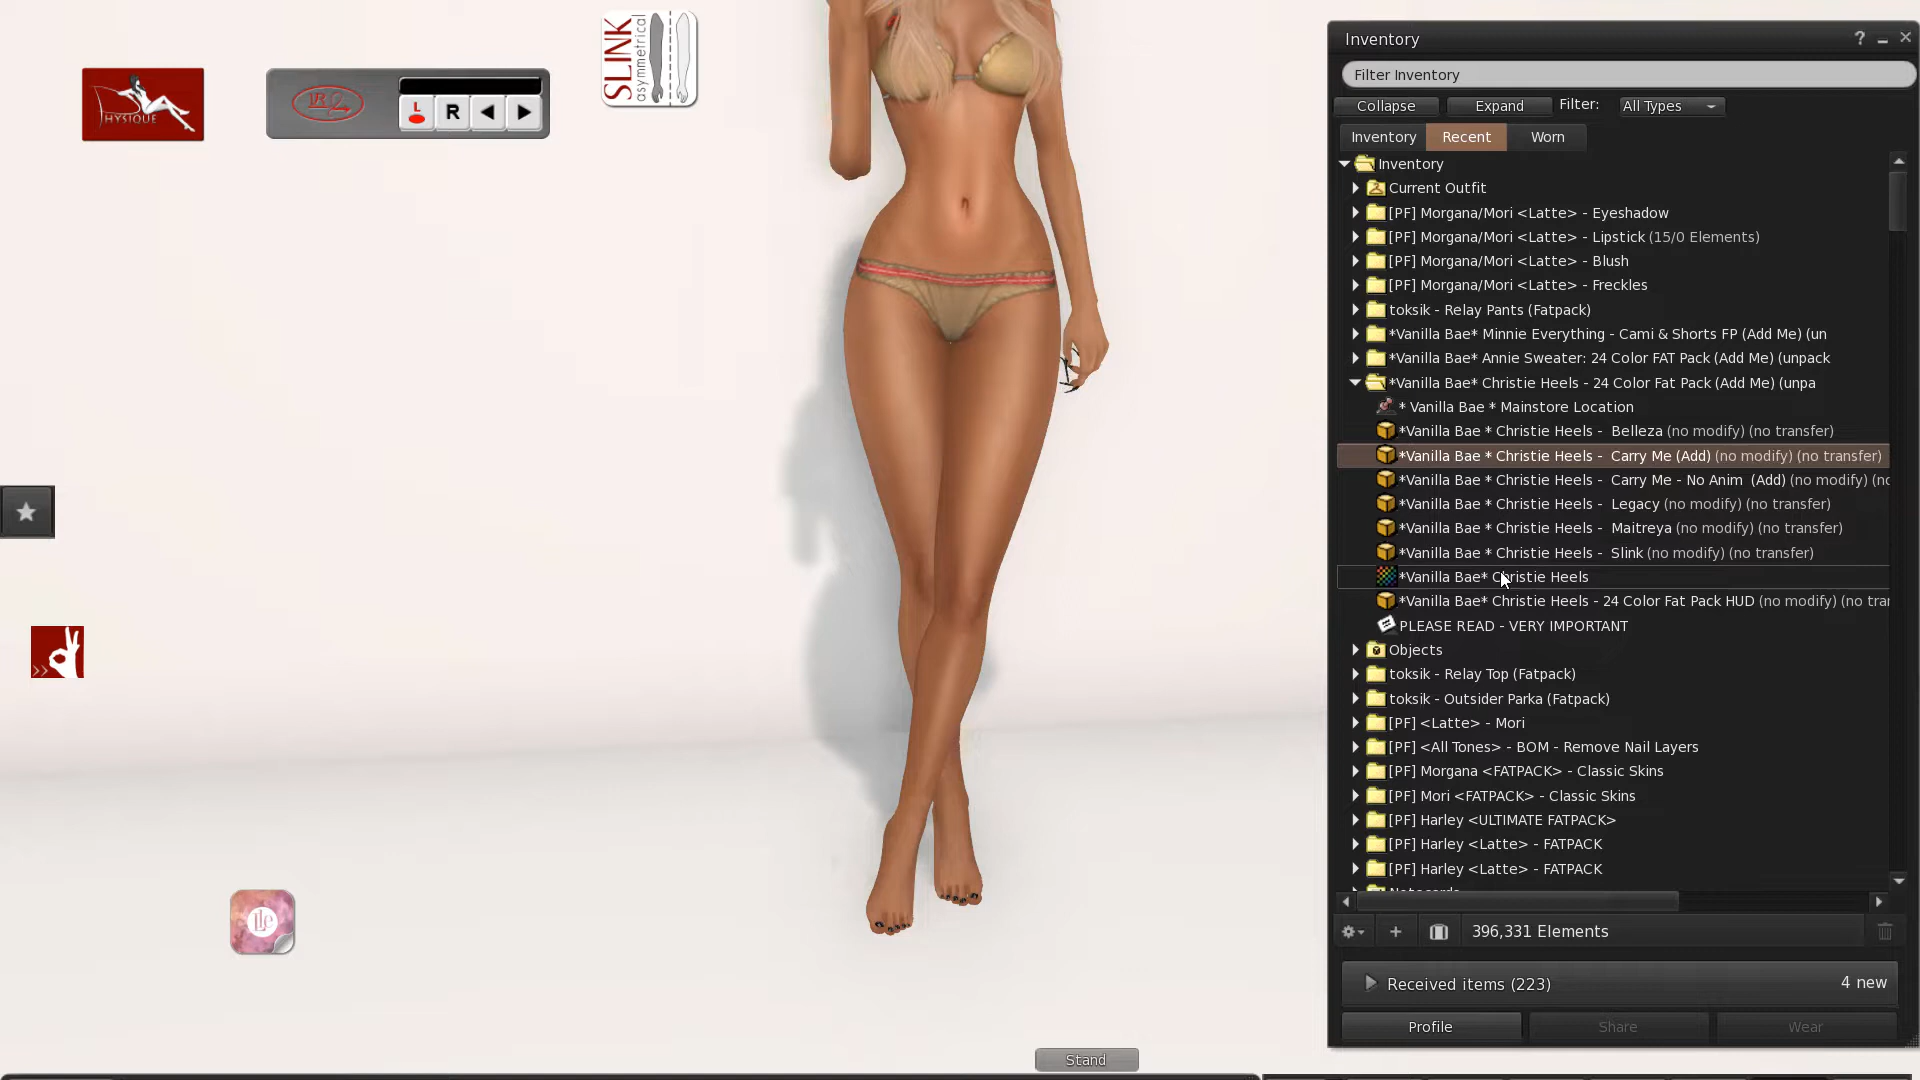 SLINK
asymmetrical
PHYSIQUE
L
R
Inventory
?
Filter Inventory
Collapse
Expand
Filter:
All Types
Inventory
Recent
Worn
Inventory
Current Outfit
[PF] Morgana/Mori <Latte> - Eyeshadow
[PF] Morgana/Mori <Latte> - Lipstick (15/0 Elements)
[PF] Morgana/Mori <Latte> - Blush
[PF] Morgana/Mori <Latte> - Freckles
toksik - Relay Pants (Fatpack)
*Vanilla Bae* Minnie Everything - Cami & Shorts FP (Add Me) (un
*Vanilla Bae* Annie Sweater: 24 Color FAT Pack (Add Me) (unpack
*Vanilla Bae* Christie Heels - 24 Color Fat Pack (Add Me) (unpa
* Vanilla Bae * Mainstore Location
*Vanilla Bae * Christie Heels -  Belleza (no modify) (no transfer)
*Vanilla Bae * Christie Heels -  Carry Me (Add) (no modify) (no transfer)
*Vanilla Bae * Christie Heels -  Carry Me - No Anim  (Add) (no modify) (nc
*Vanilla Bae * Christie Heels -  Legacy (no modify) (no transfer)
*Vanilla Bae * Christie Heels -  Maitreya (no modify) (no transfer)
*Vanilla Bae * Christie Heels -  Slink (no modify) (no transfer)
*Vanilla Bae* Christie Heels
*Vanilla Bae* Christie Heels - 24 Color Fat Pack HUD (no modify) (no trar
PLEASE READ - VERY IMPORTANT
Objects
toksik - Relay Top (Fatpack)
toksik - Outsider Parka (Fatpack)
[PF] <Latte> - Mori
[PF] <All Tones> - BOM - Remove Nail Layers
[PF] Morgana <FATPACK> - Classic Skins
[PF] Mori <FATPACK> - Classic Skins
[PF] Harley <ULTIMATE FATPACK>
[PF] Harley <Latte> - FATPACK
[PF] Harley <Latte> - FATPACK
Notecards
396,331 Elements
Received items (223)
4 new
Profile
Share
Wear
Stand